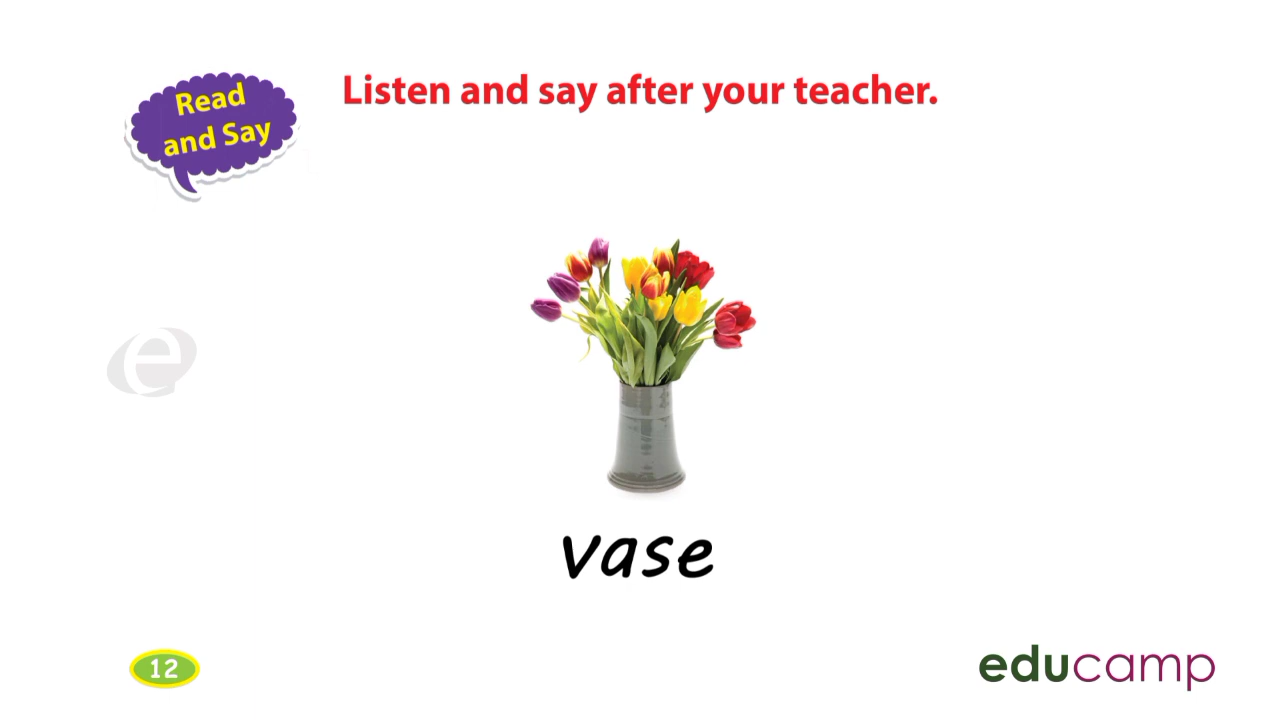 Read
and Say
Listen and say after your teacher.
e
vase
12
educamp